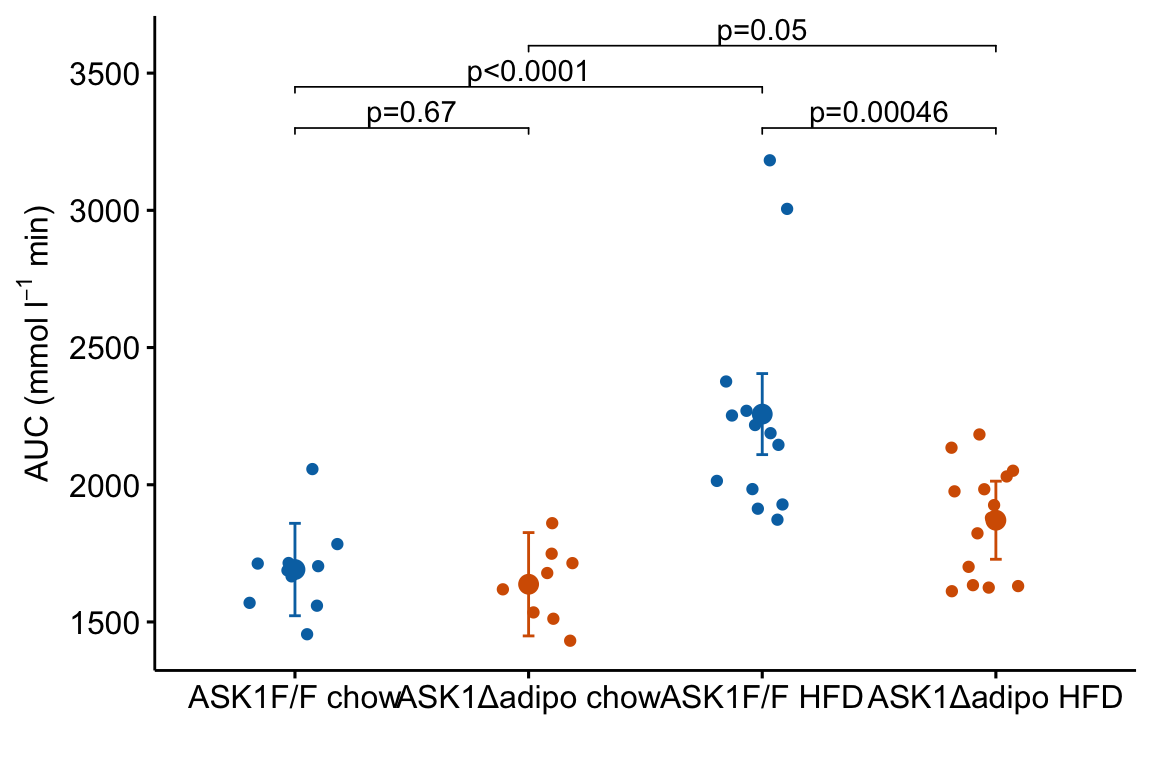 p=0.05
p<0.0001
p=0.67
p=0.00046
AUC (mmol l⁻¹ min)
3500
3000
2500
2000
1500
ASK1F/F chow
ASK1Δadipo chow
ASK1F/F HFD
ASK1Δadipo HFD